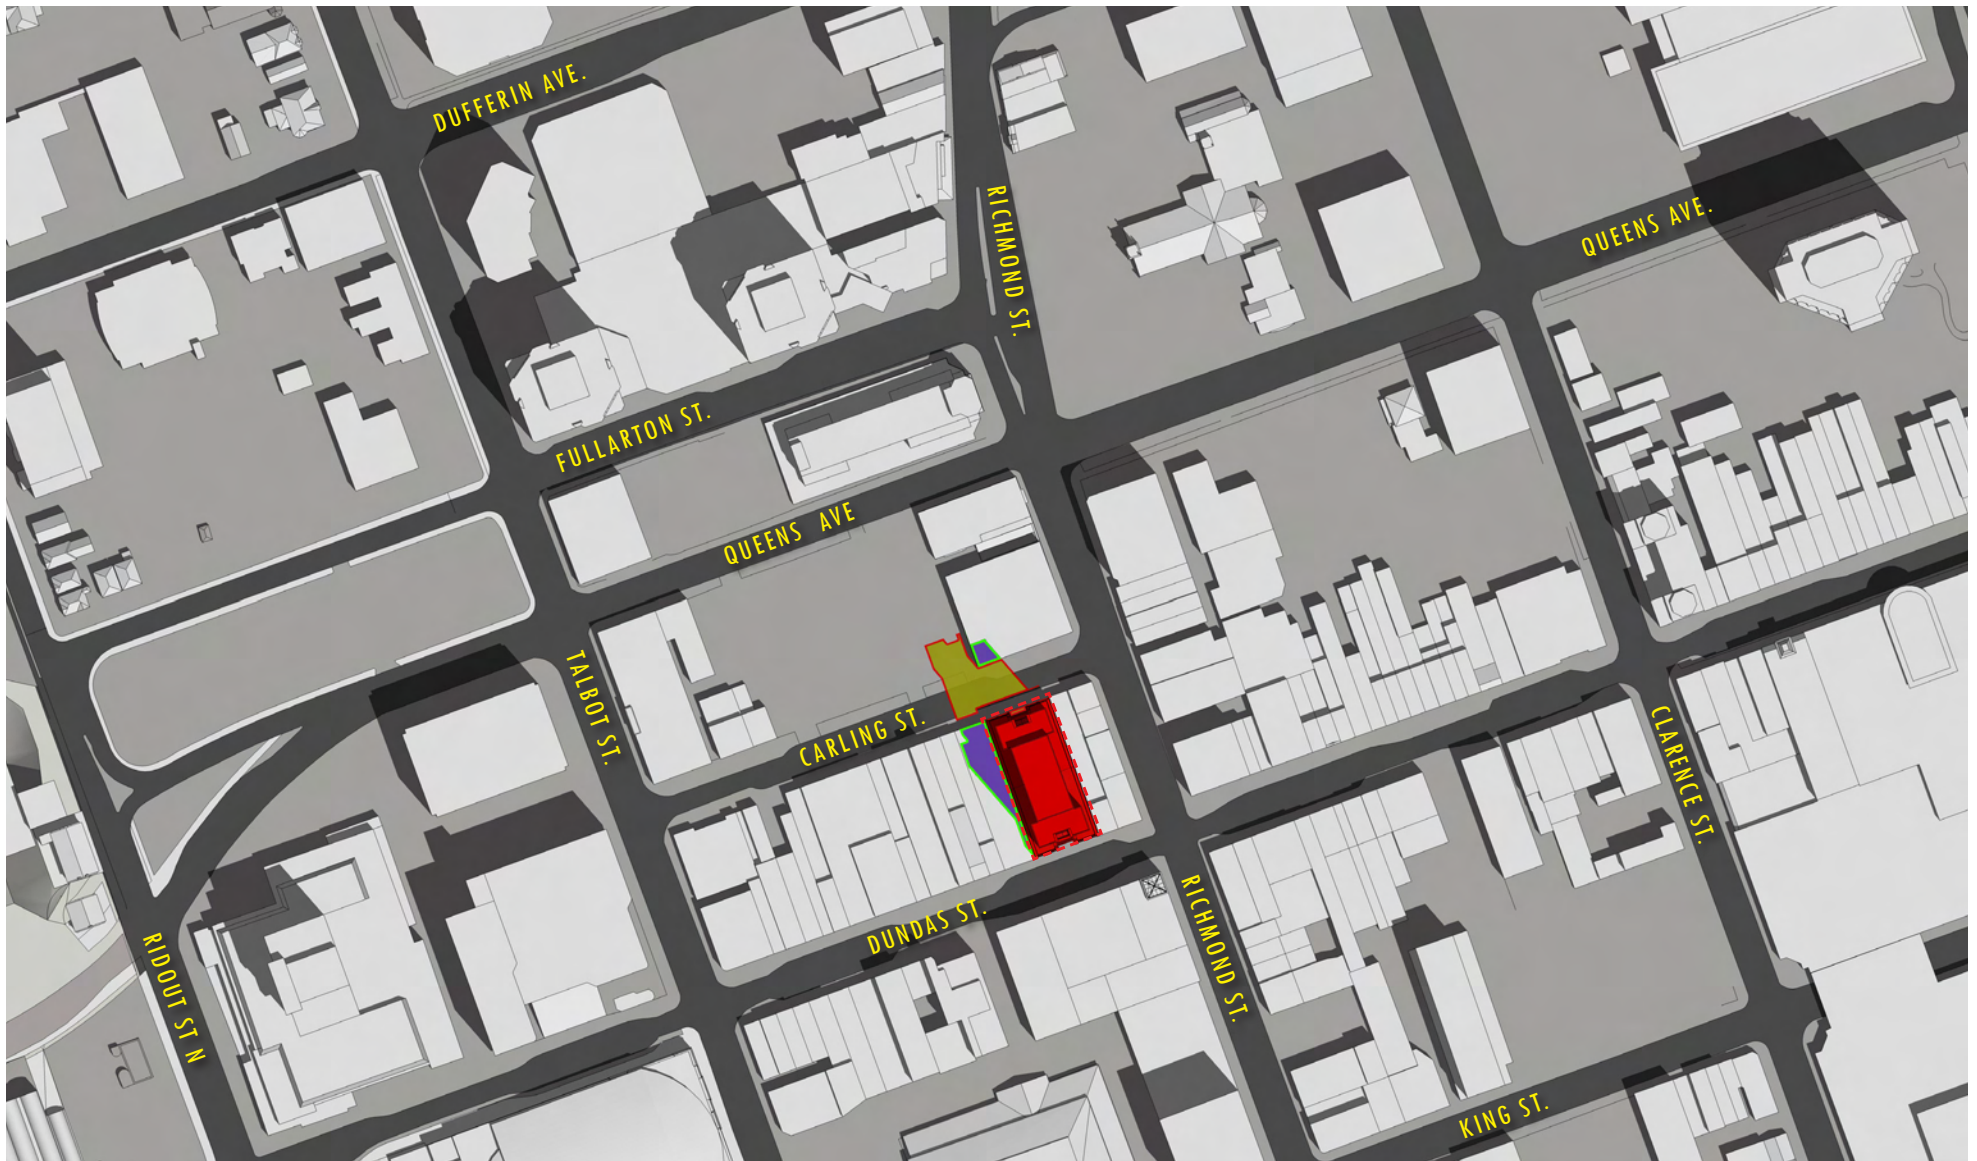 DUFFERIN AVE.
RICHMOND ST.
QUEENS AVE.
FULLARTON ST.
QUEENS AVE
TALBOT ST.
CARLING ST.
CLARENCE ST.
DUNDAS ST.
RICHMOND ST.
RIDOUT ST N
KING ST.